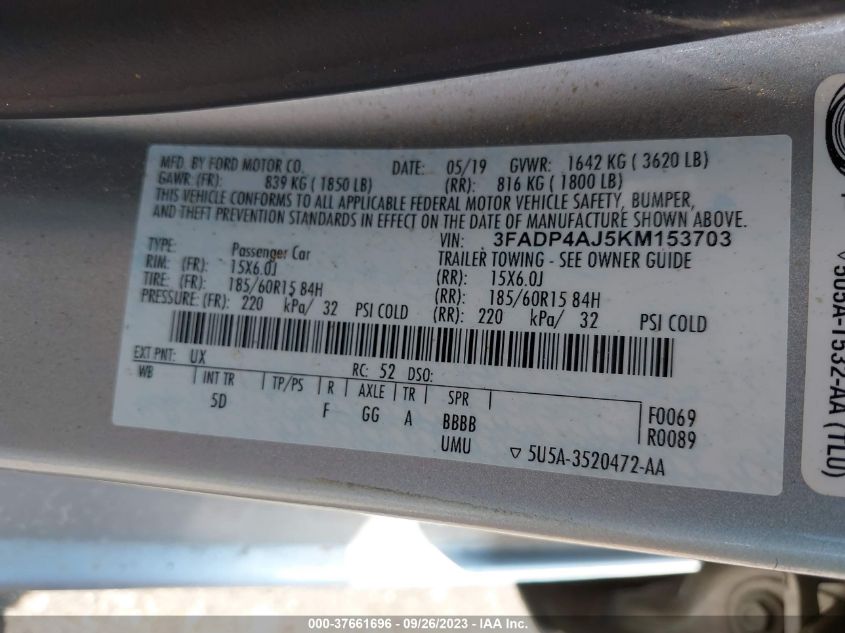 MFD. BY FORD MOTOR CO. DATE: 05/19 GVWR: 1642 KG ( 3620 LB)
GAWR: (FR): 839 KG ( 1850 LB) (RR): 816 KG ( 1800 LB)
THIS VEHICLE CONFORMS TO ALL APPLICABLE FEDERAL MOTOR VEHICLE SAFETY, BUMPER,
AND THEFT PREVENTION STANDARDS IN EFFECT ON THE DATE OF MANUFACTURE SHOWN ABOVE.
VIN: 3FADP4AJ5KM153703
TYPE: Passenger Car TRAILER TOWING - SEE OWNER GUIDE
RIM: (FR): 15X6.0J (RR): 15X6.0J
TIRE: (FR): 185/60R15 84H (RR): 185/60R15 84H
PRESSURE: (FR): 220 kPa/ 32 PSI COLD (RR): 220 kPa/ 32 PSI COLD
EXT PNT: UX RC: 52 DSO:
WB INT TR TP/PS R AXLE TR SPR
5D F GG A BBBB F0069
UMU R0089
▽ 5U5A-3520472-AA
5U5A-1532-AA (TL0)
000-37661696 - 09/26/2023 - IAA Inc.